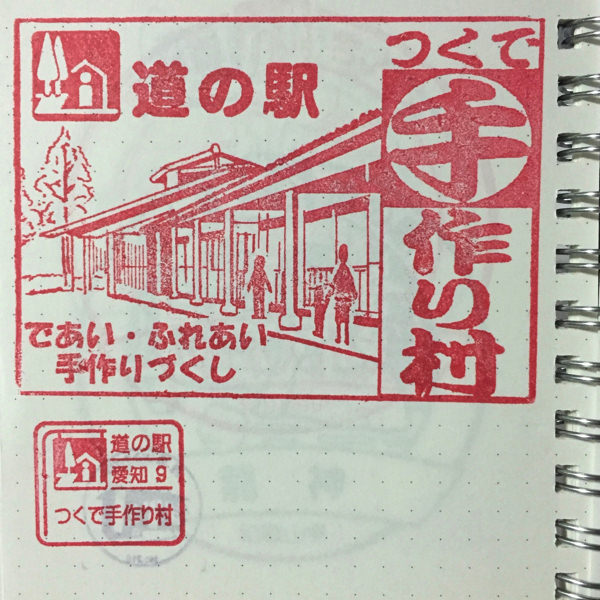 道の駅
つくで
手作り村
であい・ふれあい
手作りづくし
道の駅
愛知 9
つくで手作り村